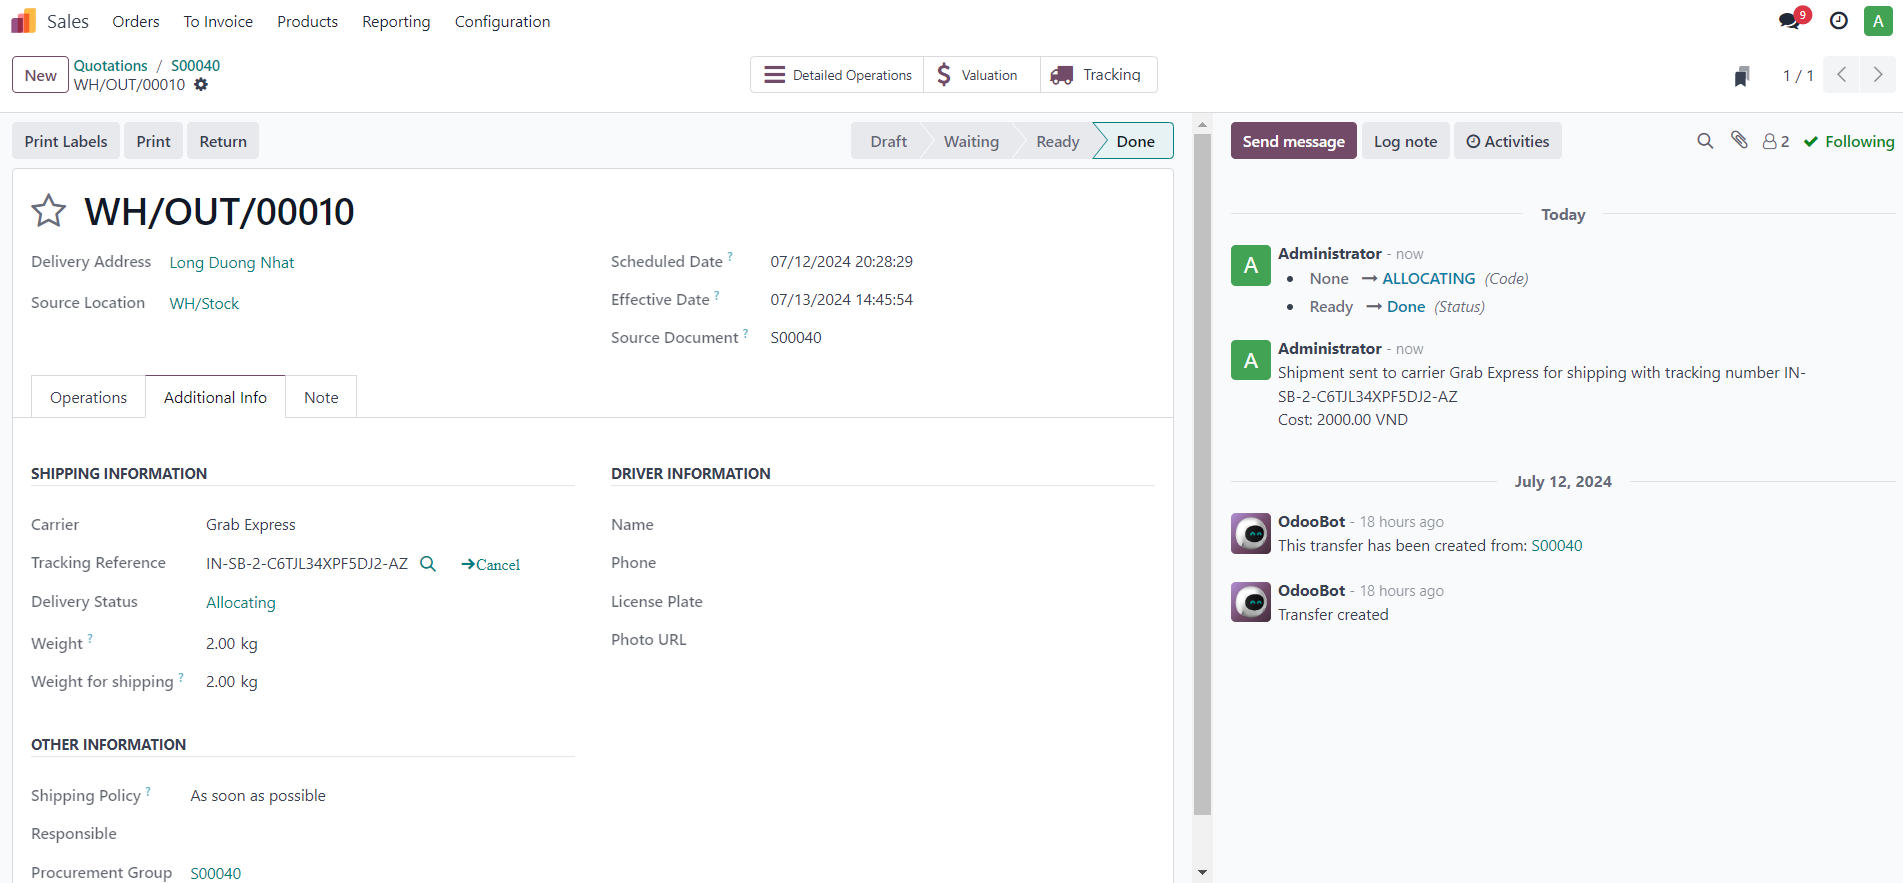 Sales Orders To Invoice Products Reporting Configuration 9 A
New Quotations / S00040
WH/OUT/00010
Detailed Operations $ Valuation Tracking 1 / 1
Print Labels Print Return Draft Waiting Ready Done
WH/OUT/00010
Delivery Address Long Duong Nhat
Source Location WH/Stock
Scheduled Date ? 07/12/2024 20:28:29
Effective Date ? 07/13/2024 14:45:54
Source Document ? S00040
Operations Additional Info Note
SHIPPING INFORMATION
Carrier Grab Express
Tracking Reference IN-SB-2-C6TJL34XPF5DJ2-AZ Cancel
Delivery Status Allocating
Weight ? 2.00 kg
Weight for shipping ? 2.00 kg
DRIVER INFORMATION
Name
Phone
License Plate
Photo URL
OTHER INFORMATION
Shipping Policy ? As soon as possible
Responsible
Procurement Group S00040
Send message Log note Activities 2 Following
Today
A Administrator - now
• None → ALLOCATING (Code)
• Ready → Done (Status)
A Administrator - now
Shipment sent to carrier Grab Express for shipping with tracking number IN-
SB-2-C6TJL34XPF5DJ2-AZ
Cost: 2000.00 VND
July 12, 2024
OdooBot - 18 hours ago
This transfer has been created from: S00040
OdooBot - 18 hours ago
Transfer created